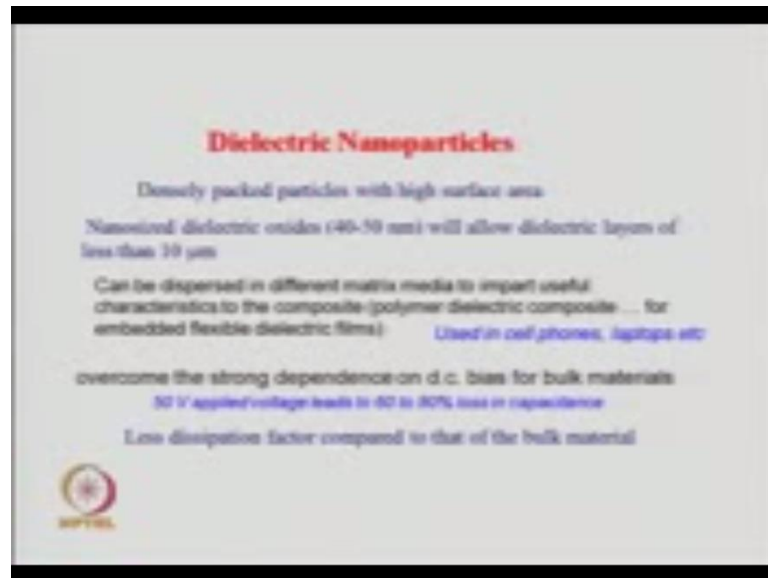 Dielectric Nanoparticles
Densely packed particles with high surface area
Nanosized dielectric oxides (40-50 nm) will allow dielectric layers of
less than 10 μm
Can be dispersed in different matrix media to impart useful
characteristics to the composite (polymer dielectric composite ... for
embedded flexible dielectric films)
Used in cell phones, laptops etc
overcome the strong dependence on d.c. bias for bulk materials
50 V applied voltage leads to 60 to 80% loss in capacitance
Less dissipation factor compared to that of the bulk material
NPTEL